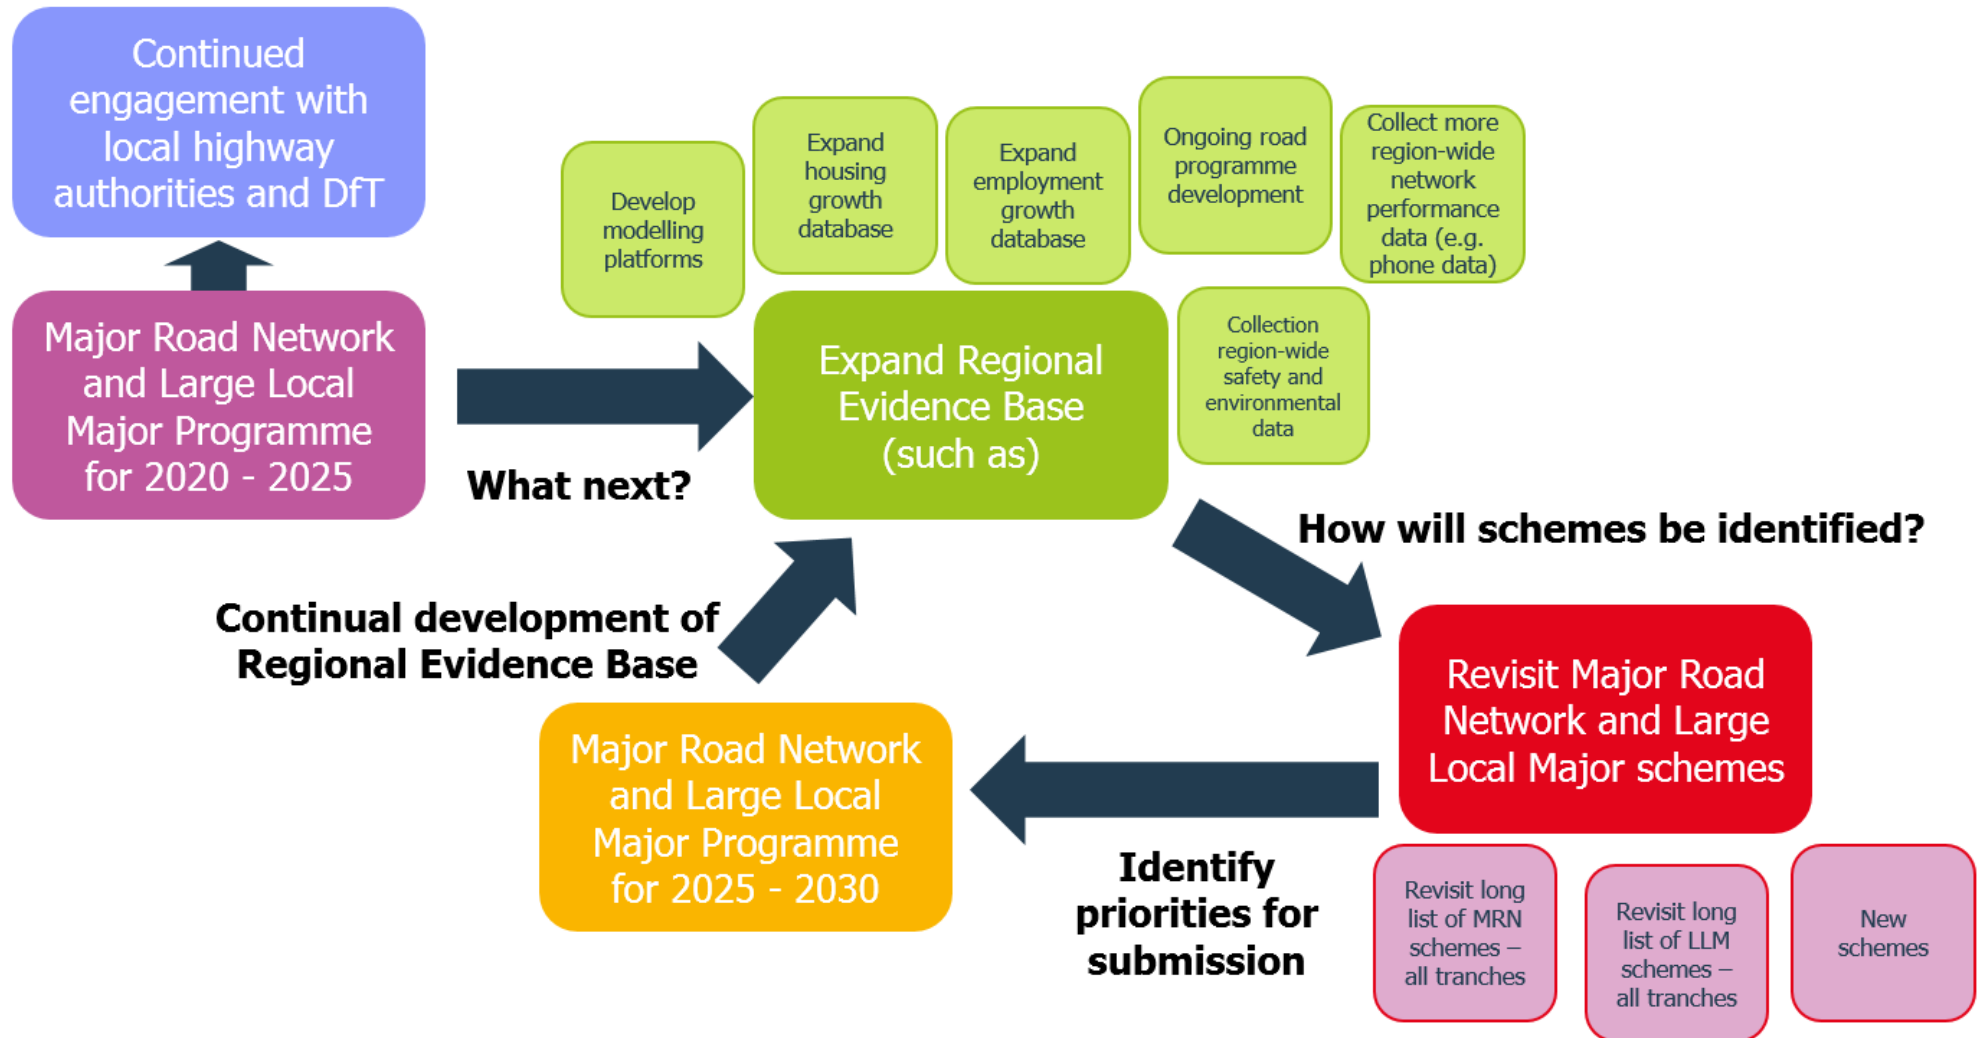 Continued
engagement with
local highway
authorities and DfT
Major Road Network
and Large Local
Major Programme
for 2020 - 2025
What next?
Develop
modelling
platforms
Expand
housing
growth
database
Expand
employment
growth
database
Ongoing road
programme
development
Collect more
region-wide
network
performance
data (e.g.
phone data)
Expand Regional
Evidence Base
(such as)
Collection
region-wide
safety and
environmental
data
How will schemes be identified?
Revisit Major Road
Network and Large
Local Major schemes
Revisit long
list of MRN
schemes –
all tranches
Revisit long
list of LLM
schemes –
all tranches
New
schemes
Identify
priorities for
submission
Major Road Network
and Large Local
Major Programme
for 2025 - 2030
Continual development of
Regional Evidence Base